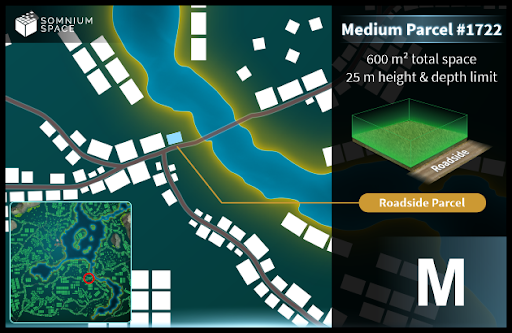 SOMNIUM
SPACE
Medium Parcel #1722
600 m² total space
25 m height & depth limit
Roadside
Roadside Parcel
M